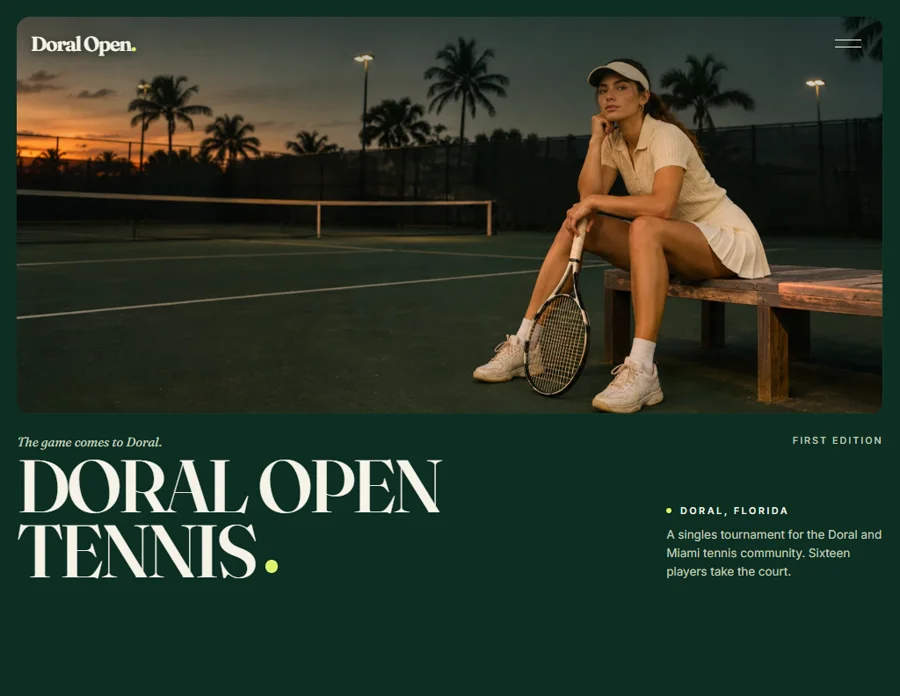 Doral Open.
The game comes to Doral.
FIRST EDITION
DORAL OPEN
TENNIS.
DORAL, FLORIDA
A singles tournament for the Doral and
Miami tennis community. Sixteen
players take the court.